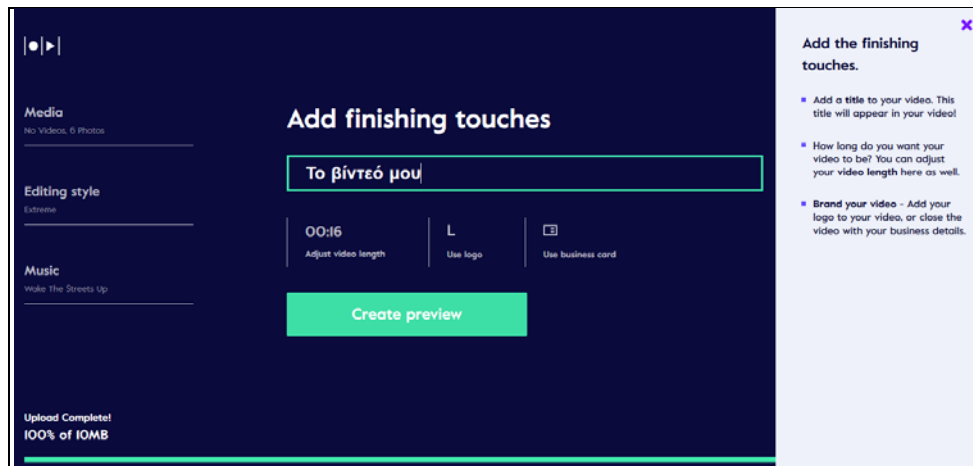 Media
No Videos, 6 Photos
Editing style
Extreme
Music
Wake The Streets Up
Upload Complete!
100% of 10MB
Add finishing touches
Το βίντεό μου
00:16
Adjust video length
L
Use logo
Use business card
Create preview
Add the finishing
touches.
Add a title to your video. This
title will appear in your video!
How long do you want your
video to be? You can adjust
your video length here as well.
Brand your video - Add your
logo to your video, or close the
video with your business details.